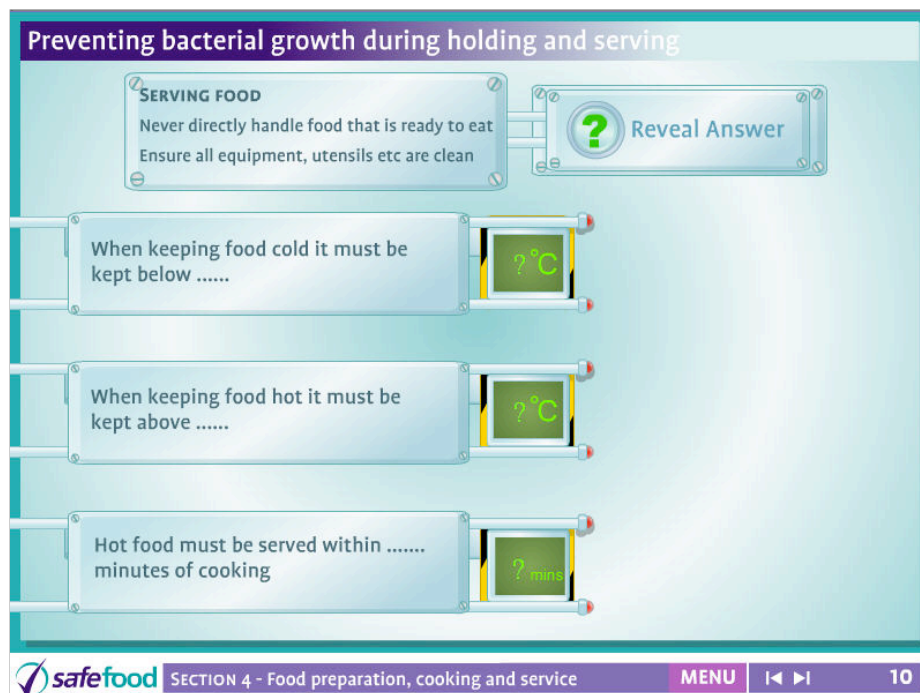 Preventing bacterial growth during holding and serving
SERVING FOOD
Never directly handle food that is ready to eat
Ensure all equipment, utensils etc are clean
? Reveal Answer
When keeping food cold it must be
kept below ......
? °C
When keeping food hot it must be
kept above ......
? °C
Hot food must be served within .......
minutes of cooking
? mins
safefood SECTION 4 - Food preparation, cooking and service MENU 10